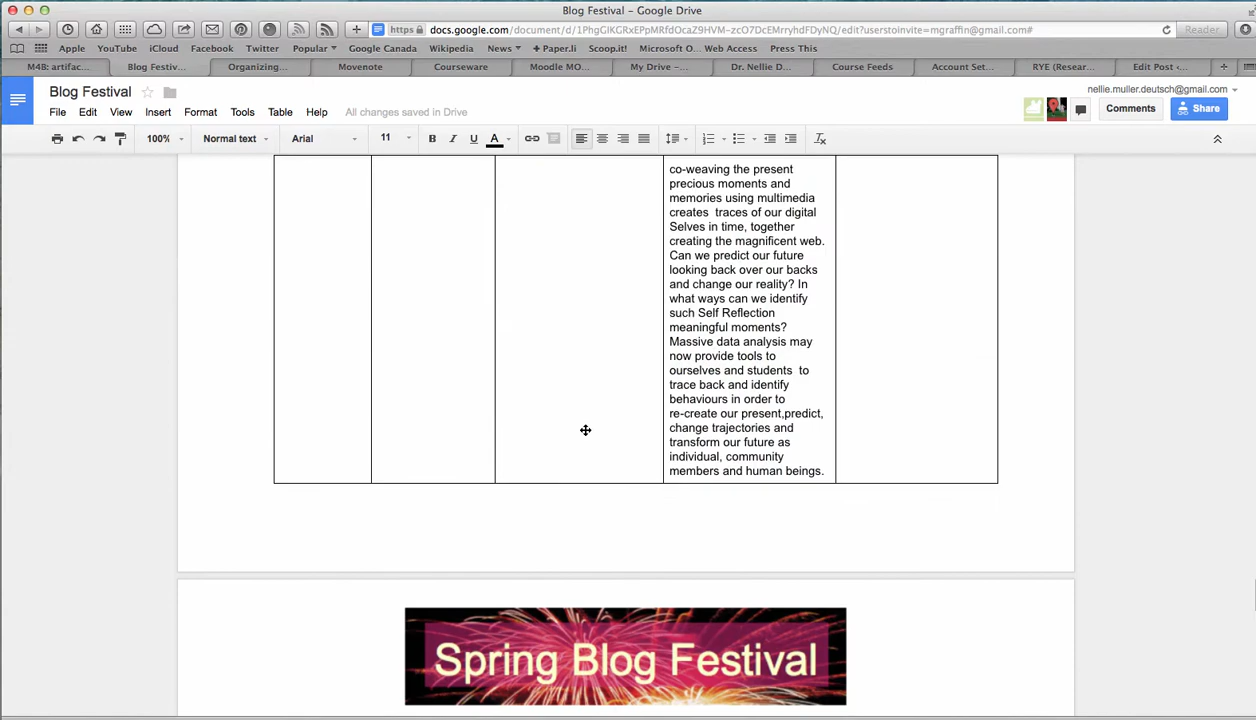 Blog Festival – Google Drive
https docs.google.com/document/d/1PhgGlKGRxEPpMRfdOcaZ9HVM-zcO7DcEMrryhdFDyNQ/edit?userstoinvite=mgraffin@gmail.com# Reader
Apple YouTube iCloud Facebook Twitter Popular Google Canada Wikipedia News + Paper.li Scoop.it! Microsoft O... Web Access Press This
M4B: artifac... Blog Festiv... Organizing... Movenote Courseware Moodle MO... My Drive –... Dr. Nellie D... Course Feeds Account Set... RYE (Resear... Edit Post ‹...
Blog Festival
nellie.muller.deutsch@gmail.com
File Edit View Insert Format Tools Table Help All changes saved in Drive
Comments Share
100% Normal text Arial 11 B I U A
co-weaving the present
precious moments and
memories using multimedia
creates traces of our digital
Selves in time, together
creating the magnificent web.
Can we predict our future
looking back over our backs
and change our reality? In
what ways can we identify
such Self Reflection
meaningful moments?
Massive data analysis may
now provide tools to
ourselves and students to
trace back and identify
behaviours in order to
re-create our present,predict,
change trajectories and
transform our future as
individual, community
members and human beings.
Spring Blog Festival